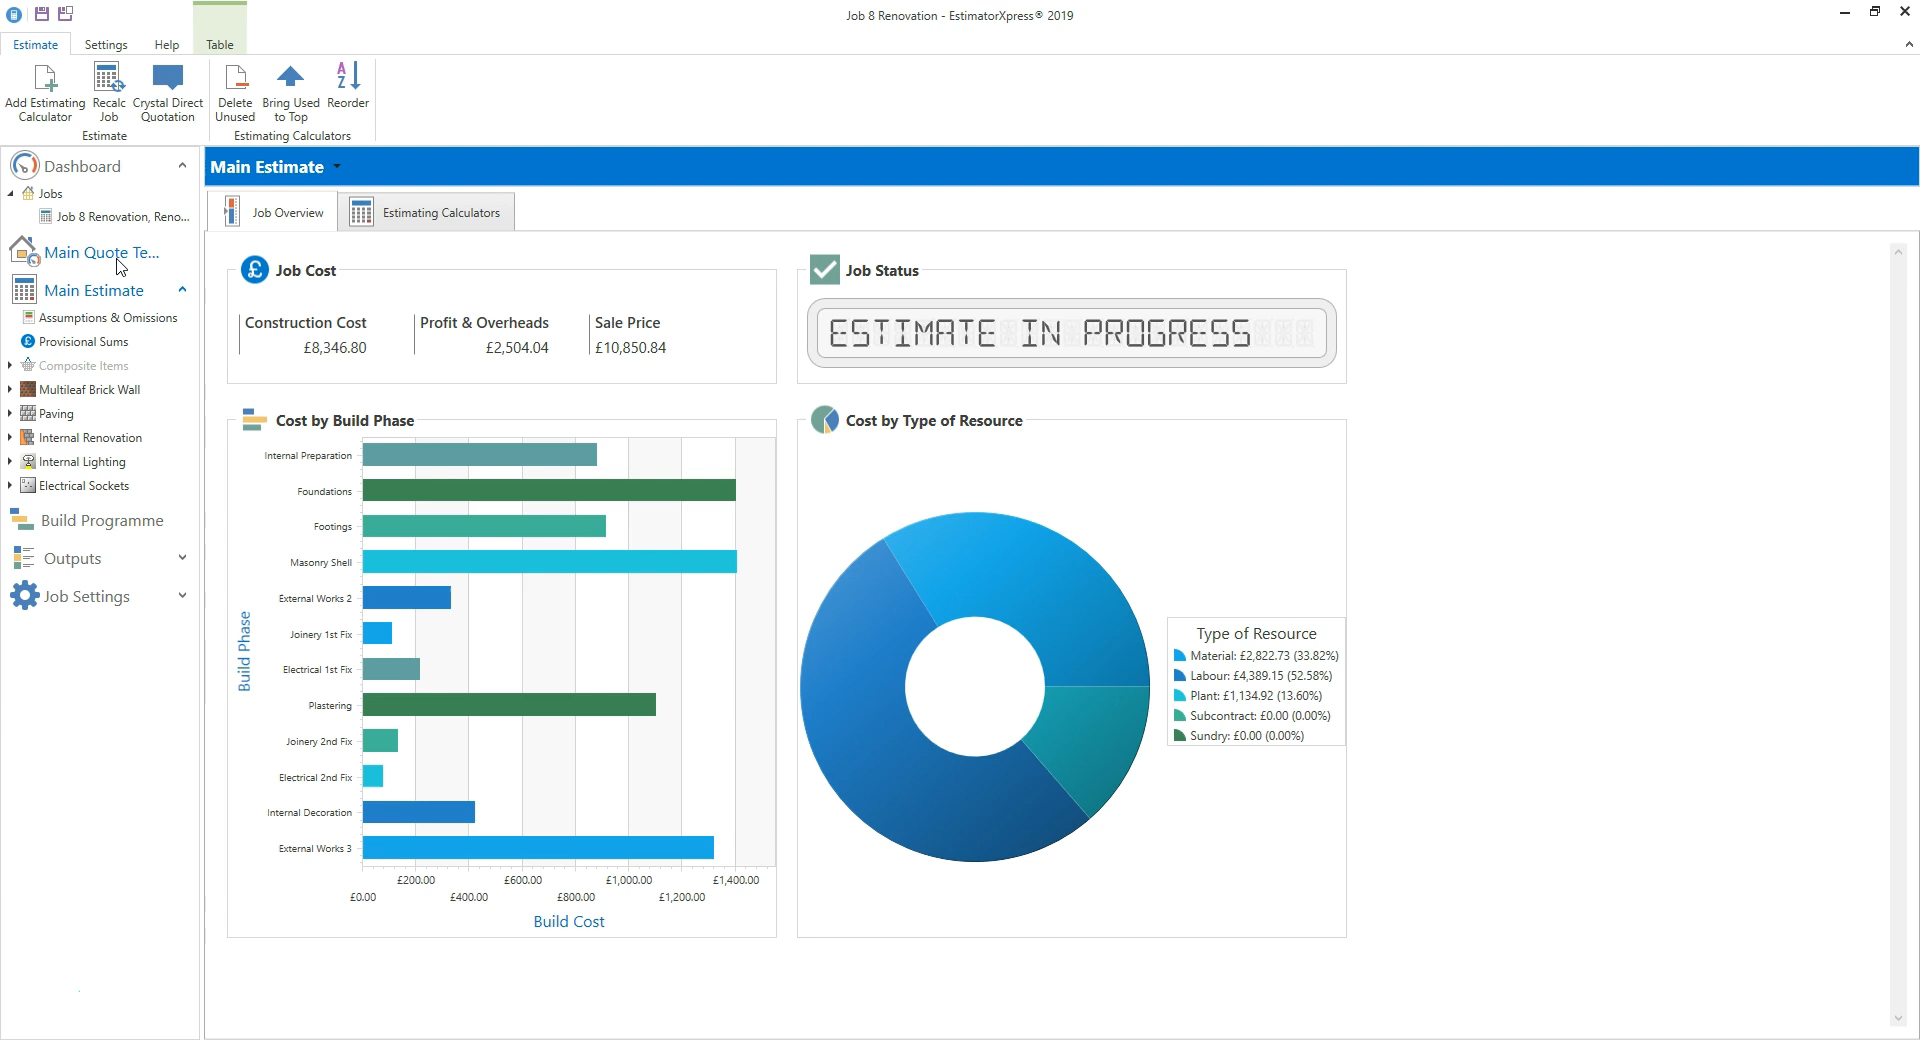 Job 8 Renovation - EstimatorXpress® 2019
Estimate
Settings
Help
Table
Add Estimating
Calculator
Recalc
Job
Crystal Direct
Quotation
Delete
Unused
Bring Used
to Top
Reorder
Estimate
Estimating Calculators
Dashboard
Jobs
Job 8 Renovation, Reno...
Main Quote Te...
Main Estimate
Assumptions & Omissions
Provisional Sums
Composite Items
Multileaf Brick Wall
Paving
Internal Renovation
Internal Lighting
Electrical Sockets
Build Programme
Outputs
Job Settings
Main Estimate
Job Overview
Estimating Calculators
Job Cost
Construction Cost
£8,346.80
Profit & Overheads
£2,504.04
Sale Price
£10,850.84
Job Status
ESTIMATE IN PROGRESS
Cost by Build Phase
Build Phase
Internal Preparation
Foundations
Footings
Masonry Shell
External Works 2
Joinery 1st Fix
Electrical 1st Fix
Plastering
Joinery 2nd Fix
Electrical 2nd Fix
Internal Decoration
External Works 3
£200.00
£600.00
£1,000.00
£1,400.00
£0.00
£400.00
£800.00
£1,200.00
Build Cost
Cost by Type of Resource
Type of Resource
Material: £2,822.73 (33.82%)
Labour: £4,389.15 (52.58%)
Plant: £1,134.92 (13.60%)
Subcontract: £0.00 (0.00%)
Sundry: £0.00 (0.00%)